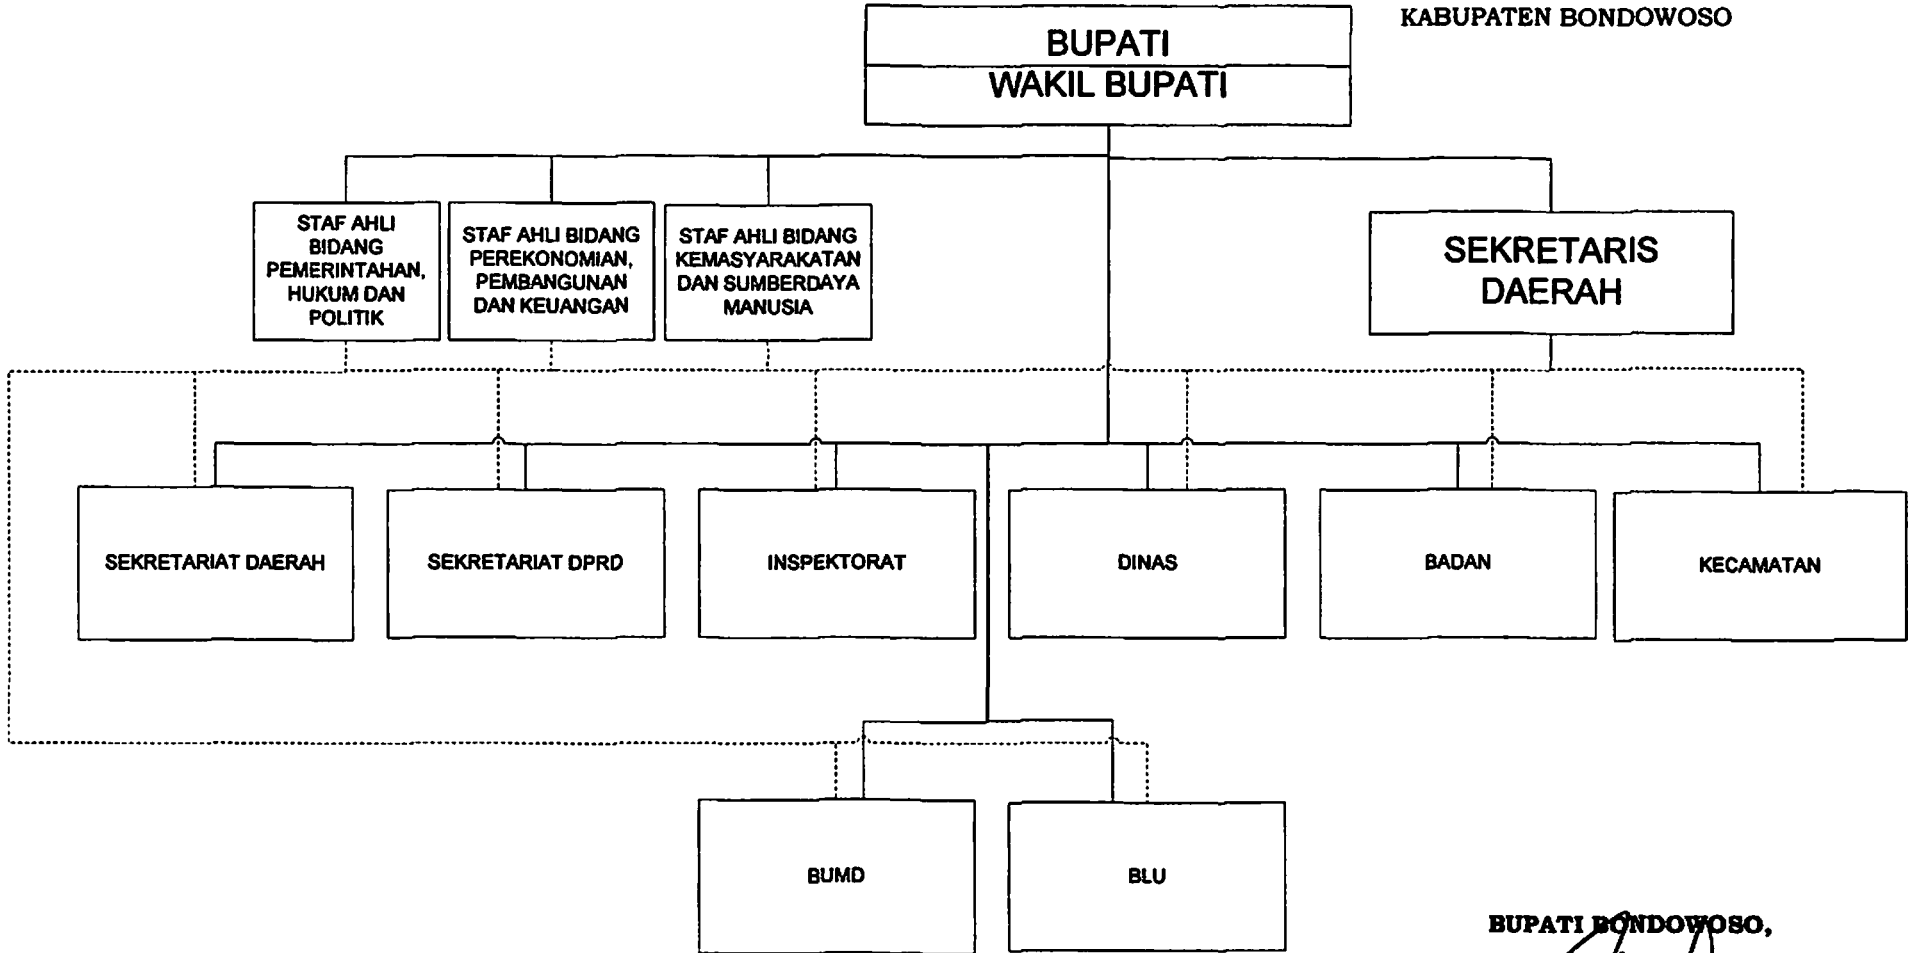 KABUPATEN BONDOWOSO
BUPATI
WAKIL BUPATI
STAF AHLI
BIDANG
PEMERINTAHAN,
HUKUM DAN
POLITIK
STAF AHLI BIDANG
PEREKONOMIAN,
PEMBANGUNAN
DAN KEUANGAN
STAF AHLI BIDANG
KEMASYARAKATAN
DAN SUMBERDAYA
MANUSIA
SEKRETARIS
DAERAH
SEKRETARIAT DAERAH
SEKRETARIAT DPRD
INSPEKTORAT
DINAS
BADAN
KECAMATAN
BUMD
BLU
BUPATI BONDOWOSO,